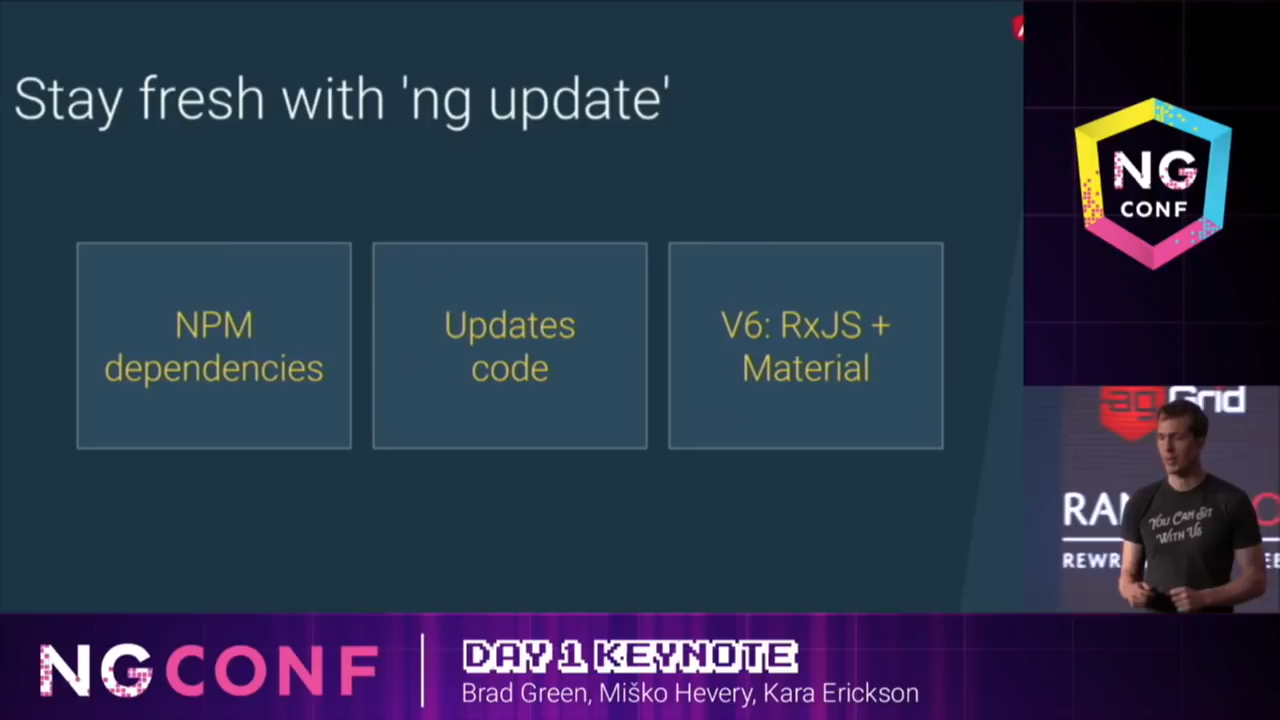 Stay fresh with 'ng update'
NPM
dependencies
Updates
code
V6: RxJS +
Material
NG
CONF
ag Grid
YOU CAN SIT
WITH US
NG CONF
DAY 1 KEYNOTE
Brad Green, Miško Hevery, Kara Erickson